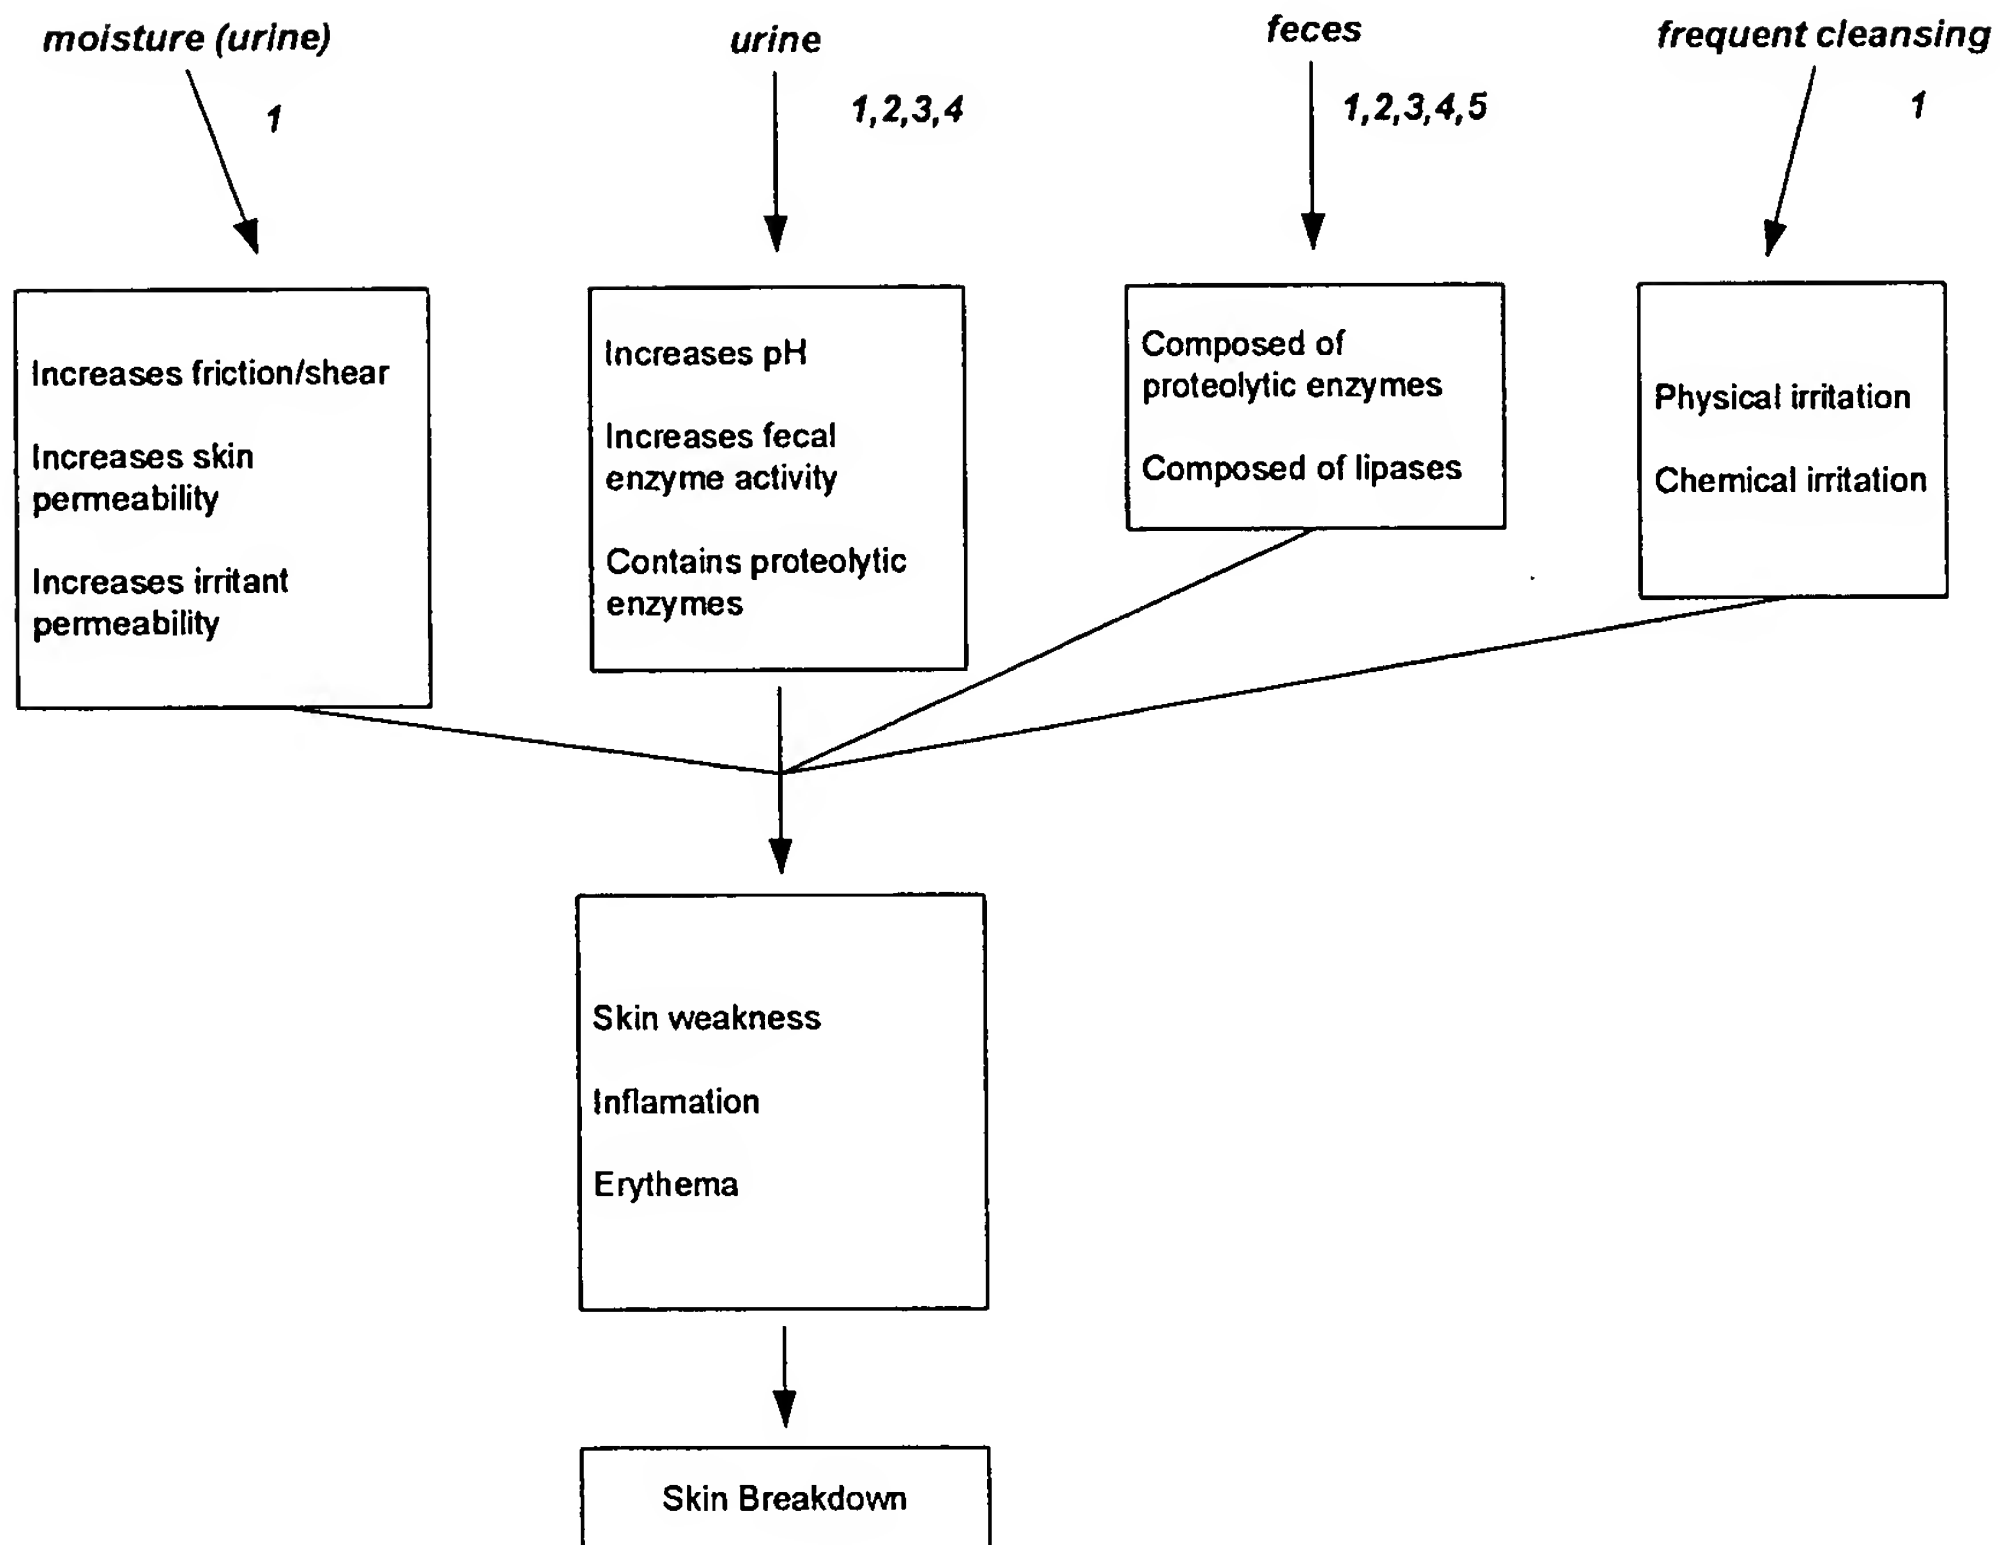 moisture (urine)
urine
feces
frequent cleansing
1
1,2,3,4
1,2,3,4,5
1
Increases friction/shear
Increases skin
permeability
Increases irritant
permeability
Increases pH
Increases fecal
enzyme activity
Contains proteolytic
enzymes
Composed of
proteolytic enzymes
Composed of lipases
Physical irritation
Chemical irritation
Skin weakness
Inflamation
Erythema
Skin Breakdown